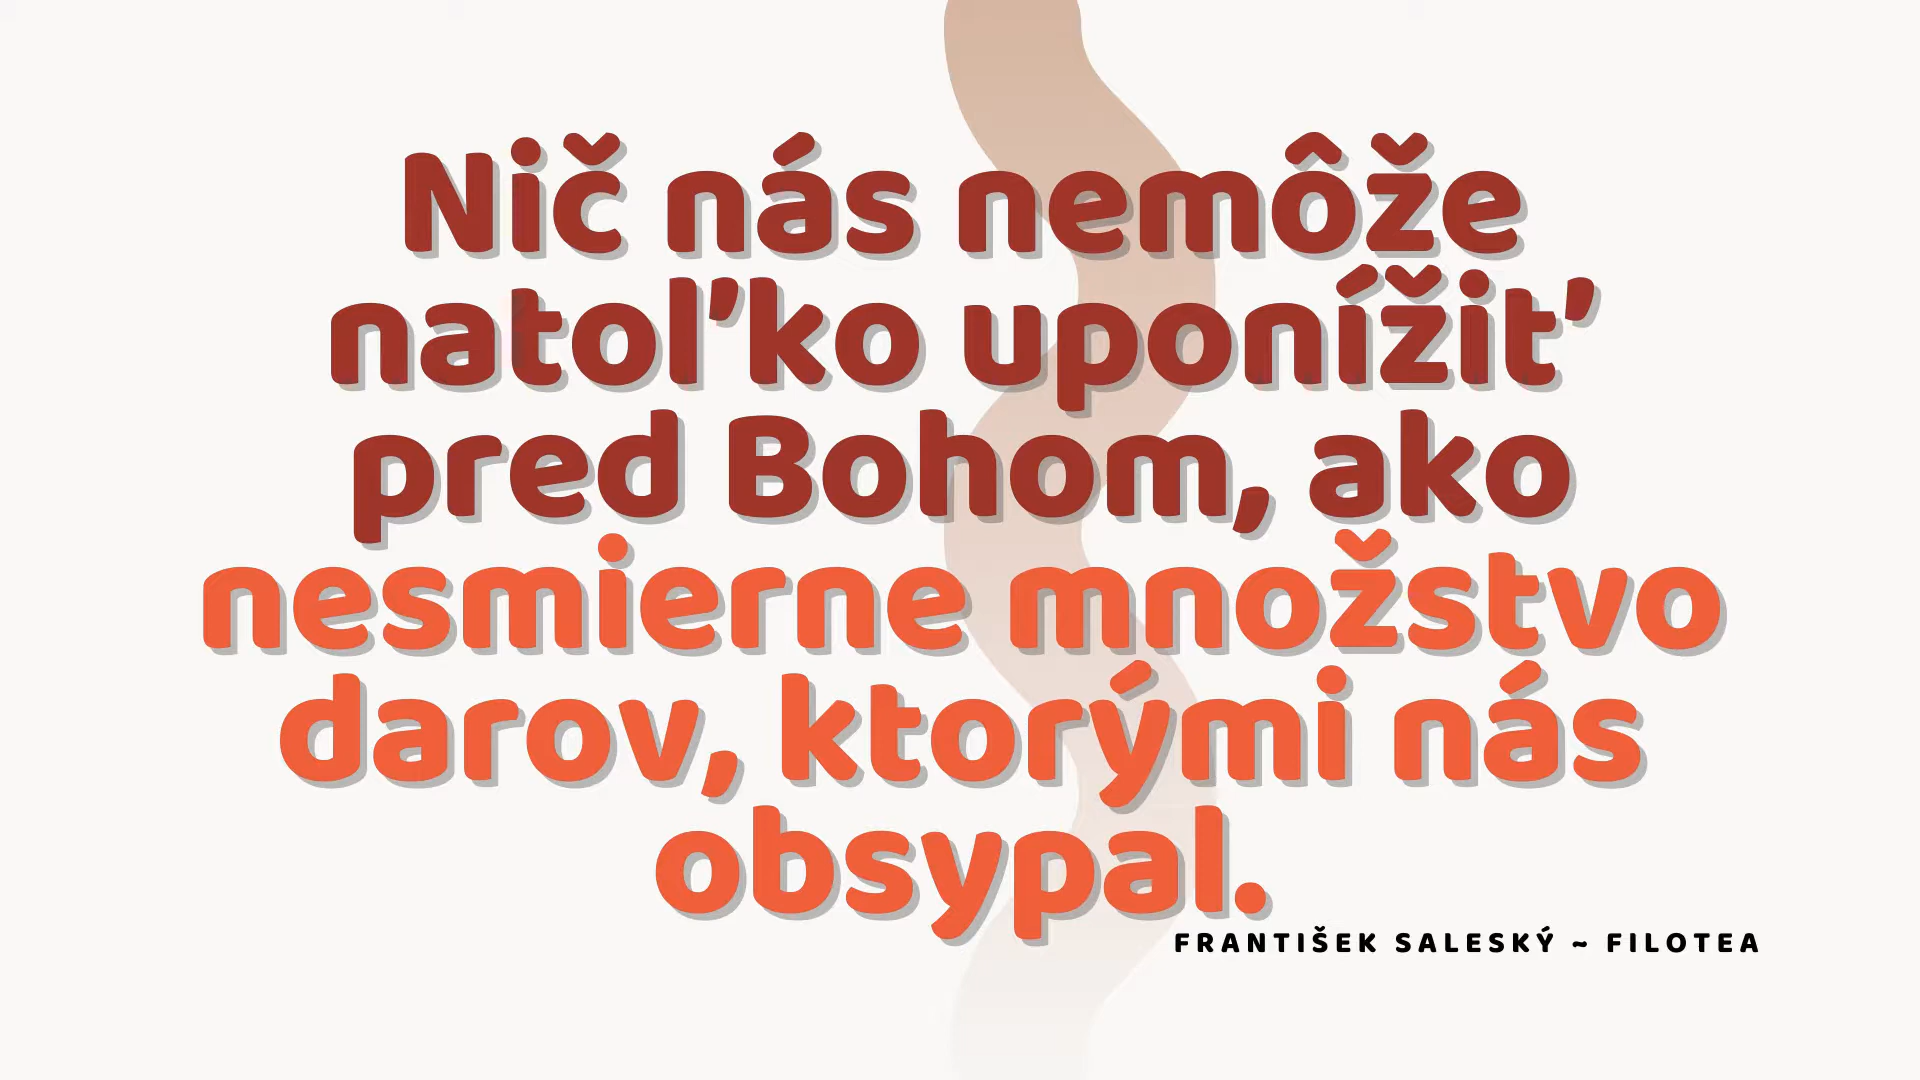 Nič nás nemôže
natoľko uponížiť
pred Bohom, ako
nesmierne množstvo
darov, ktorými nás
obsypal.
FRANTIŠEK SALESKÝ ~ FILOTEA